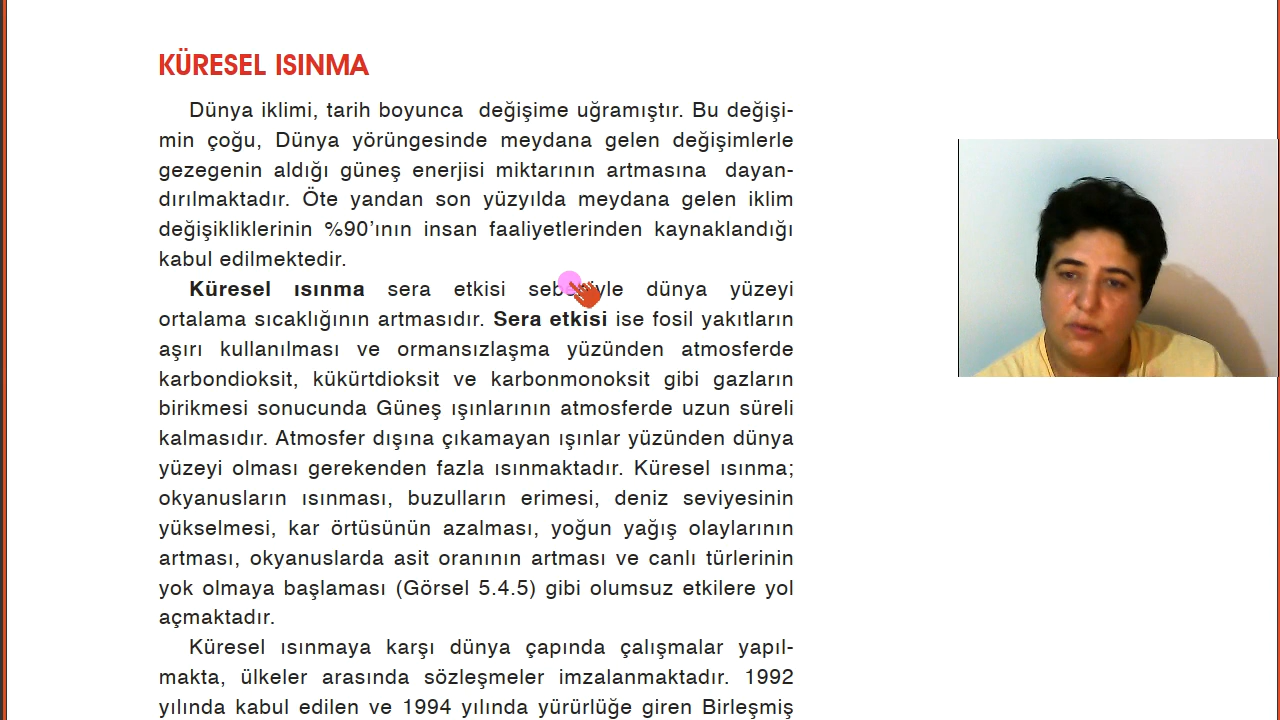 KÜRESEL ISINMA
Dünya iklimi, tarih boyunca değişime uğramıştır. Bu değişi-
min çoğu, Dünya yörüngesinde meydana gelen değişimlerle
gezegenin aldığı güneş enerjisi miktarının artmasına dayan-
dırılmaktadır. Öte yandan son yüzyılda meydana gelen iklim
değişikliklerinin %90’ının insan faaliyetlerinden kaynaklandığı
kabul edilmektedir.
Küresel ısınma sera etkisi dünya yüzeyi
ortalama sıcaklığının artmasıdır. Sera etkisi ise fosil yakıtların
aşırı kullanılması ve ormansızlaşma yüzünden atmosferde
karbondioksit, kükürtdioksit ve karbonmonoksit gibi gazların
birikmesi sonucunda Güneş ışınlarının atmosferde uzun süreli
kalmasıdır. Atmosfer dışına çıkamayan ışınlar yüzünden dünya
yüzeyi olması gerekenden fazla ısınmaktadır. Küresel ısınma;
okyanusların ısınması, buzulların erimesi, deniz seviyesinin
yükselmesi, kar örtüsünün azalması, yoğun yağış olaylarının
artması, okyanuslarda asit oranının artması ve canlı türlerinin
yok olmaya başlaması (Görsel 5.4.5) gibi olumsuz etkilere yol
açmaktadır.
Küresel ısınmaya karşı dünya çapında çalışmalar yapıl-
makta, ülkeler arasında sözleşmeler imzalanmaktadır. 1992
yılında kabul edilen ve 1994 yılında yürürlüğe giren Birleşmiş